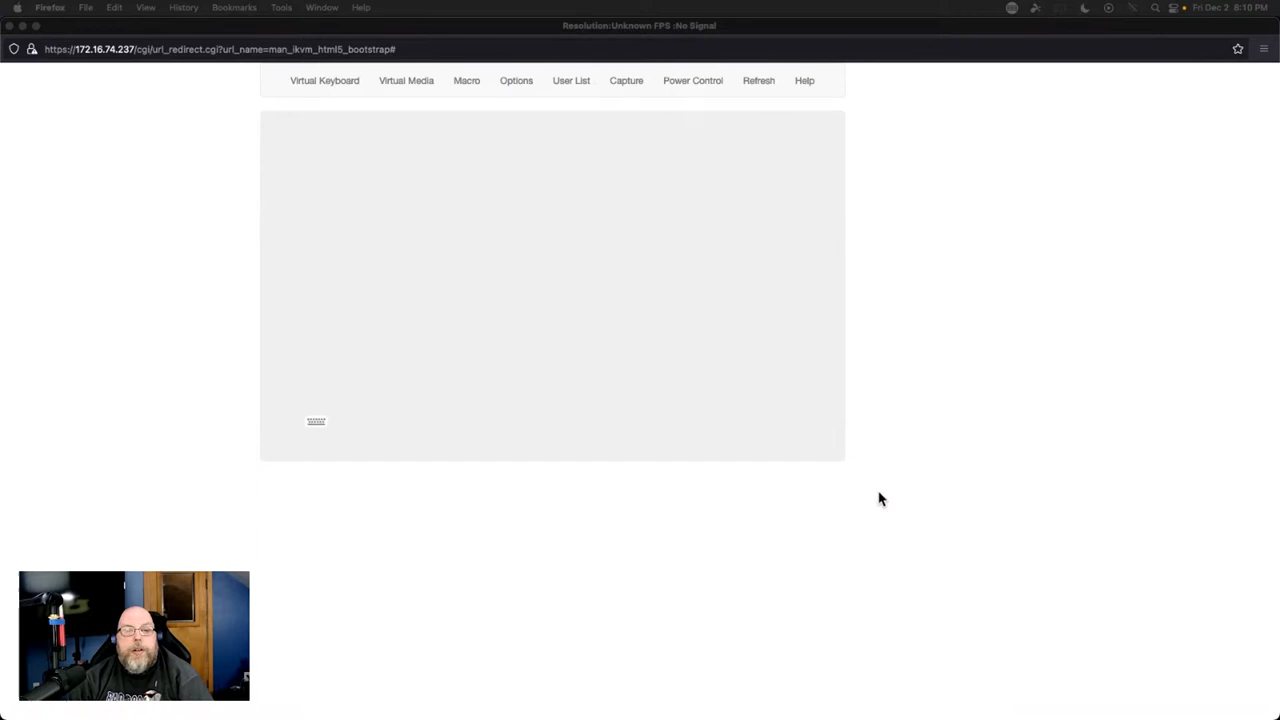 Firefox File Edit View History Bookmarks Tools Window Help Fri Dec 2 8:10 PM
Resolution:Unknown FPS :No Signal
https://172.16.74.237/cgi/url_redirect.cgi?url_name=man_ikvm_html5_bootstrap#
Virtual Keyboard Virtual Media Macro Options User List Capture Power Control Refresh Help